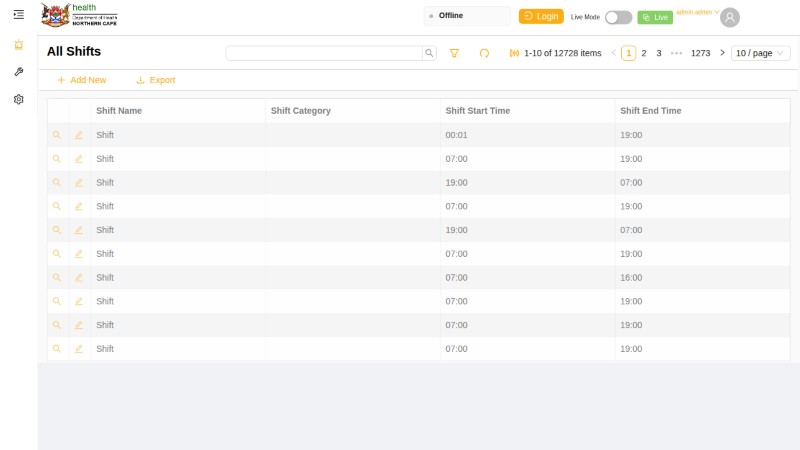 health
Department of Health
NORTHERN CAPE
Offline
Login
Live Mode
Live
admin admin
All Shifts
1-10 of 12728 items
1 2 3 ••• 1273
10 / page
Add New
Export
Shift Name Shift Category Shift Start Time Shift End Time
Shift 00:01 19:00
Shift 07:00 19:00
Shift 19:00 07:00
Shift 07:00 19:00
Shift 19:00 07:00
Shift 07:00 19:00
Shift 07:00 16:00
Shift 07:00 19:00
Shift 07:00 07:00
Shift 07:00 19:00